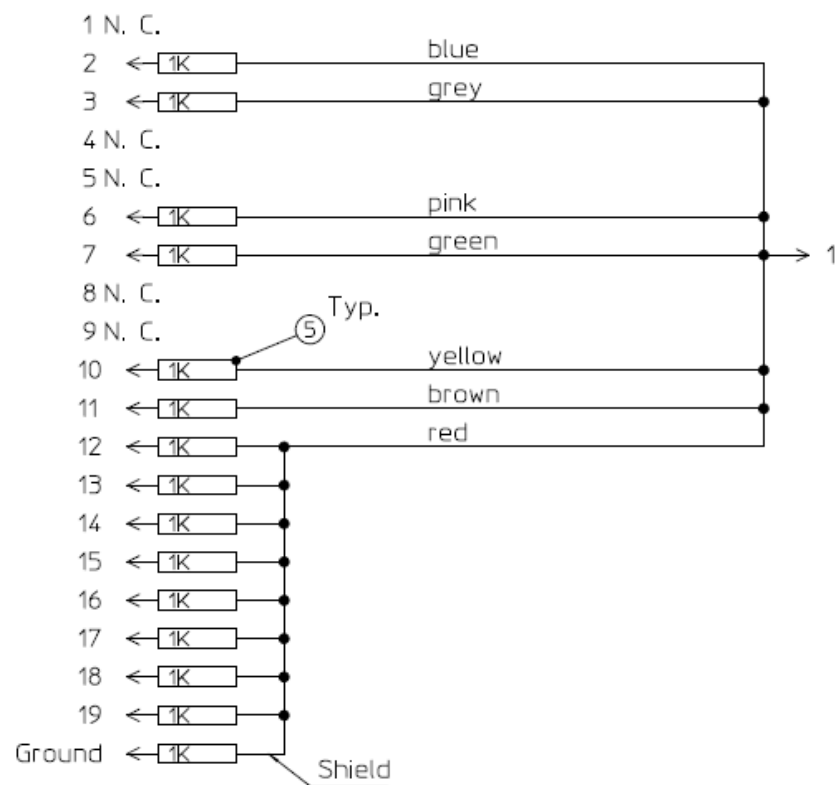 1 N. C.
blue
2 1K
grey
3 1K
4 N. C.
5 N. C.
pink
6 1K
green
7 1K 1
8 N. C.
Typ.
9 N. C. 5
yellow
10 1K
brown
11 1K
red
12 1K
13 1K
14 1K
15 1K
16 1K
17 1K
18 1K
19 1K
Ground 1K
Shield